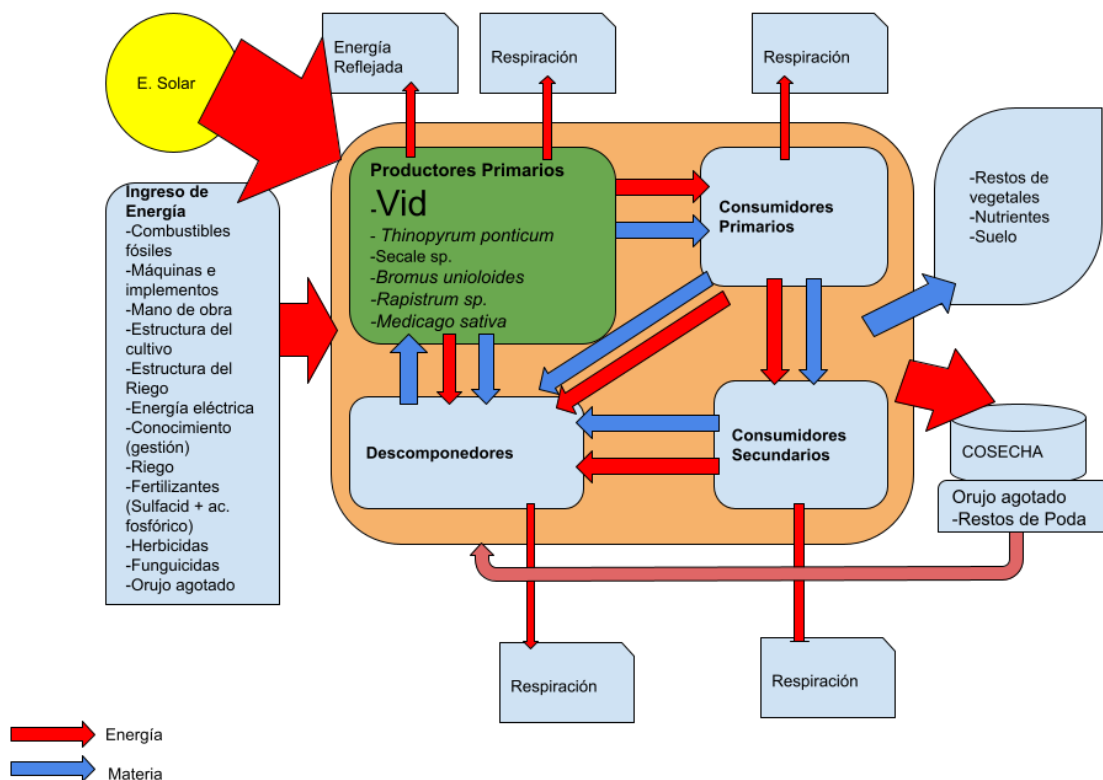 E. Solar
Energía
Reflejada
Respiración
Respiración
Ingreso de
Energía
-Combustibles
fósiles
-Máquinas e
implementos
-Mano de obra
-Estructura del
cultivo
-Estructura del
Riego
-Energía eléctrica
-Conocimiento
(gestión)
-Riego
-Fertilizantes
(Sulfacid + ac.
fosfórico)
-Herbicidas
-Funguicidas
-Orujo agotado
Productores Primarios
-Vid
- Thinopyrum ponticum
-Secale sp.
-Bromus unioloides
-Rapistrum sp.
-Medicago sativa
Consumidores
Primarios
-Restos de
vegetales
-Nutrientes
-Suelo
Descomponedores
Consumidores
Secundarios
COSECHA
Orujo agotado
-Restos de Poda
Respiración
Respiración
Energía
Materia